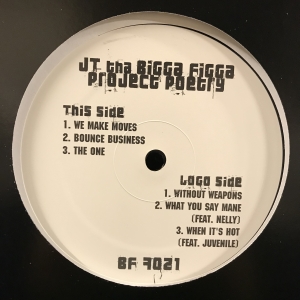 JT tha Bigga Figga
Project Poetry
This Side
1. WE MAKE MOVES
2. BOUNCE BUSINESS
3. THE ONE
Logo Side
1. WITHOUT WEAPONS
2. WHAT YOU SAY MANE
(FEAT. NELLY)
3. WHEN IT'S HOT
(FEAT. JUVENILE)
BF 7021